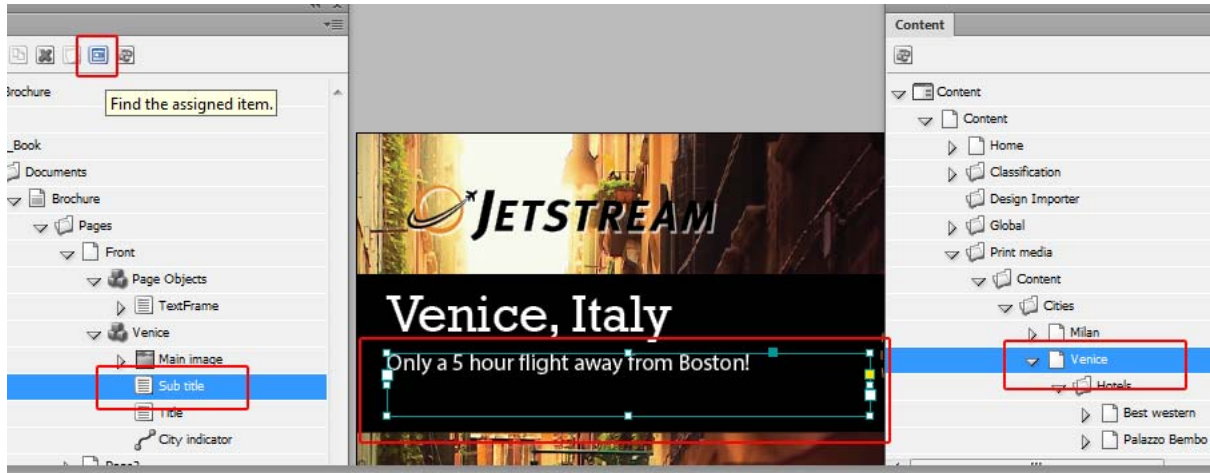 Find the assigned item.
Brochure
_Book
Documents
Brochure
Pages
Front
Page Objects
TextFrame
Venice
Main image
Sub title
Title
City indicator
JETSTREAM
Venice, Italy
Only a 5 hour flight away from Boston!
Content
Content
Content
Home
Classification
Design Importer
Global
Print media
Content
Cities
Milan
Venice
Hotels
Best western
Palazzo Bembo